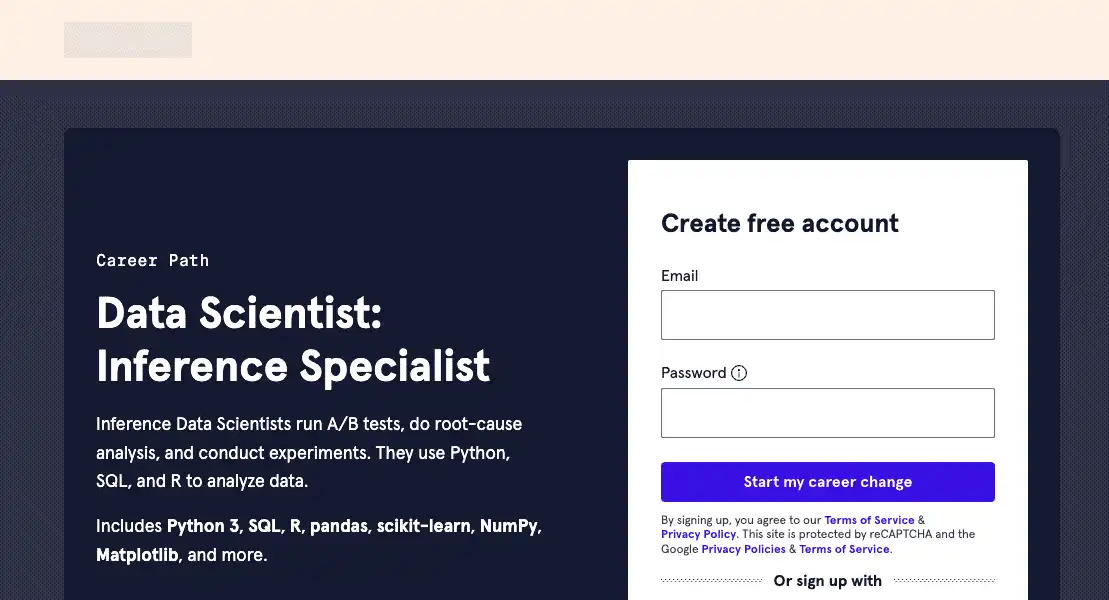 Career Path
Data Scientist:
Inference Specialist
Inference Data Scientists run A/B tests, do root-cause
analysis, and conduct experiments. They use Python,
SQL, and R to analyze data.
Includes Python 3, SQL, R, pandas, scikit-learn, NumPy,
Matplotlib, and more.
Create free account
Email
Password
Start my career change
By signing up, you agree to our Terms of Service &
Privacy Policy. This site is protected by reCAPTCHA and the
Google Privacy Policies & Terms of Service.
Or sign up with